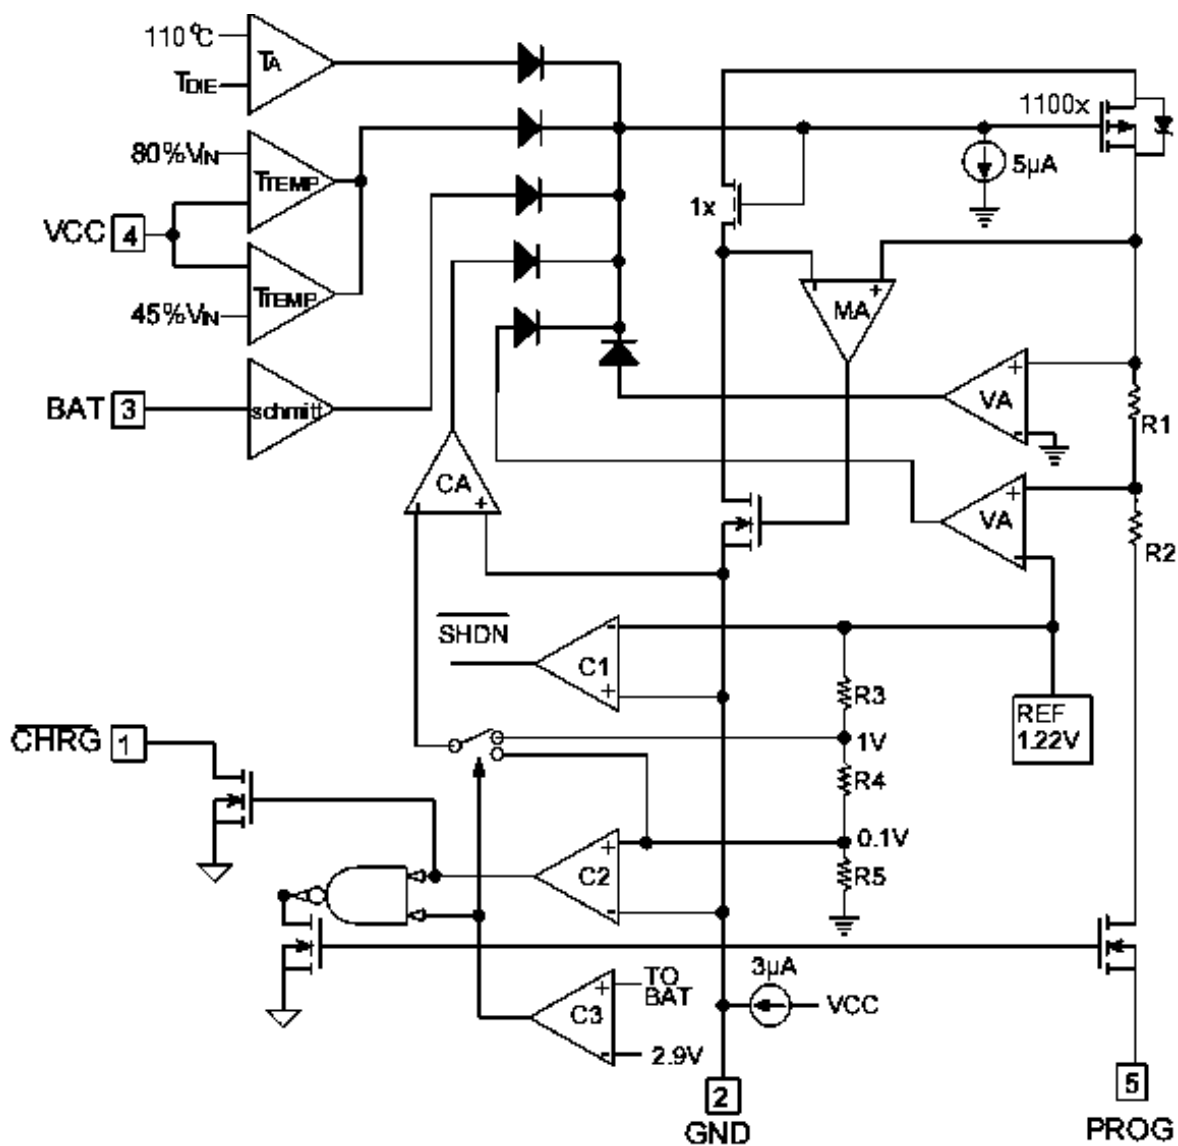 110°C
TA
TDIE
1100x
80%VIN
TTEMP
5µA
1x
VCC 4
TTEMP
MA
45%VIN
BAT 3
schmitt
VA
R1
CA
VA
R2
SHDN
C1
R3
REF
1.22V
CHRG 1
1V
R4
0.1V
C2
R5
3µA
TO
BAT
C3
VCC
2.9V
2
GND
5
PROG